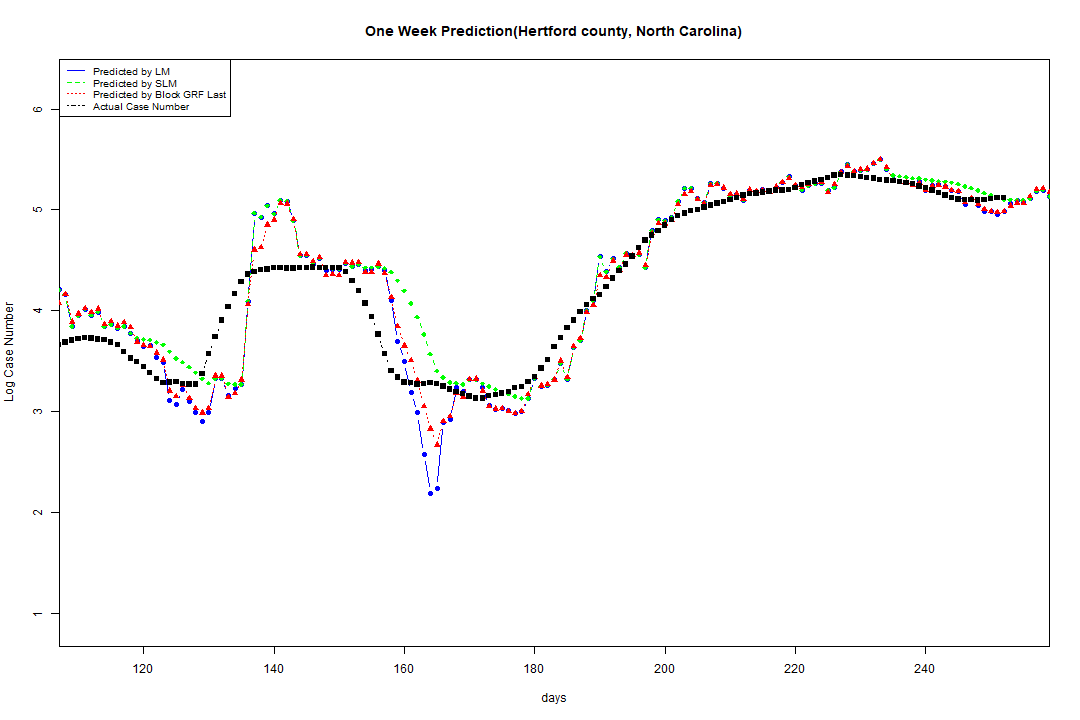 One Week Prediction(Hertford county, North Carolina)
Predicted by LM
Predicted by SLM
Predicted by Block GRF Last
Actual Case Number
6
5
4
3
2
1
Log Case Number
120 140 160 180 200 220 240
days